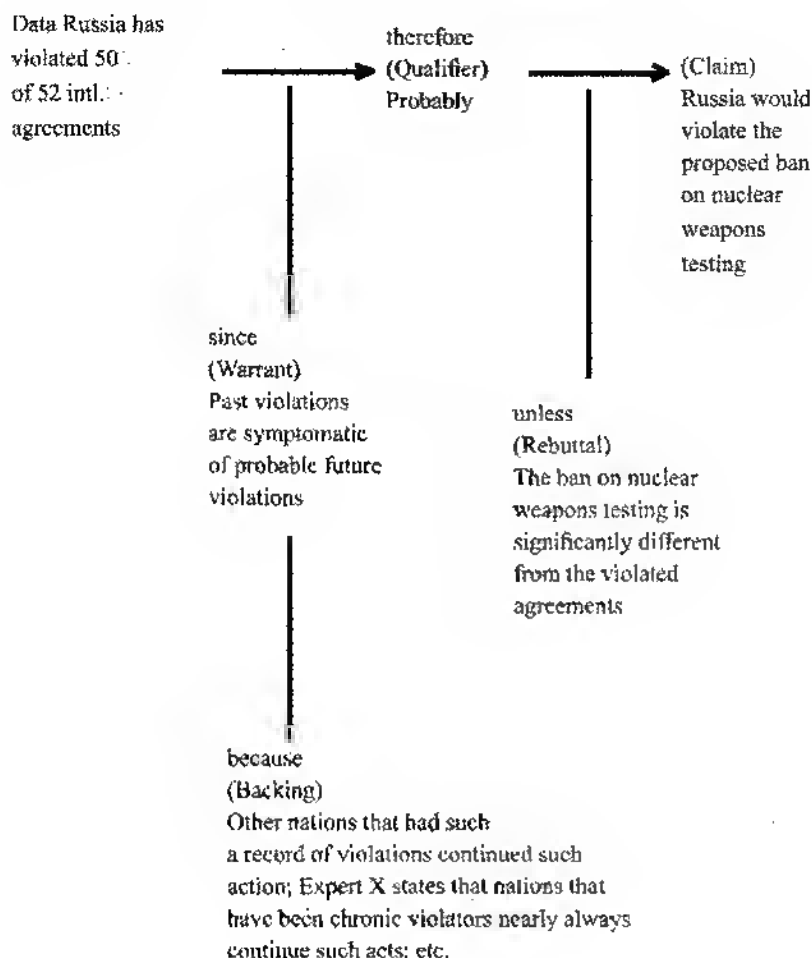 Data Russia has
violated 50
of 52 intl.
agreements
therefore
(Qualifier)
Probably
(Claim)
Russia would
violate the
proposed ban
on nuclear
weapons
testing
since
(Warrant)
Past violations
are symptomatic
of probable future
violations
unless
(Rebuttal)
The ban on nuclear
weapons testing is
significantly different
from the violated
agreements
because
(Backing)
Other nations that had such
a record of violations continued such
action; Expert X states that nations that
have been chronic violators nearly always
continue such acts; etc.